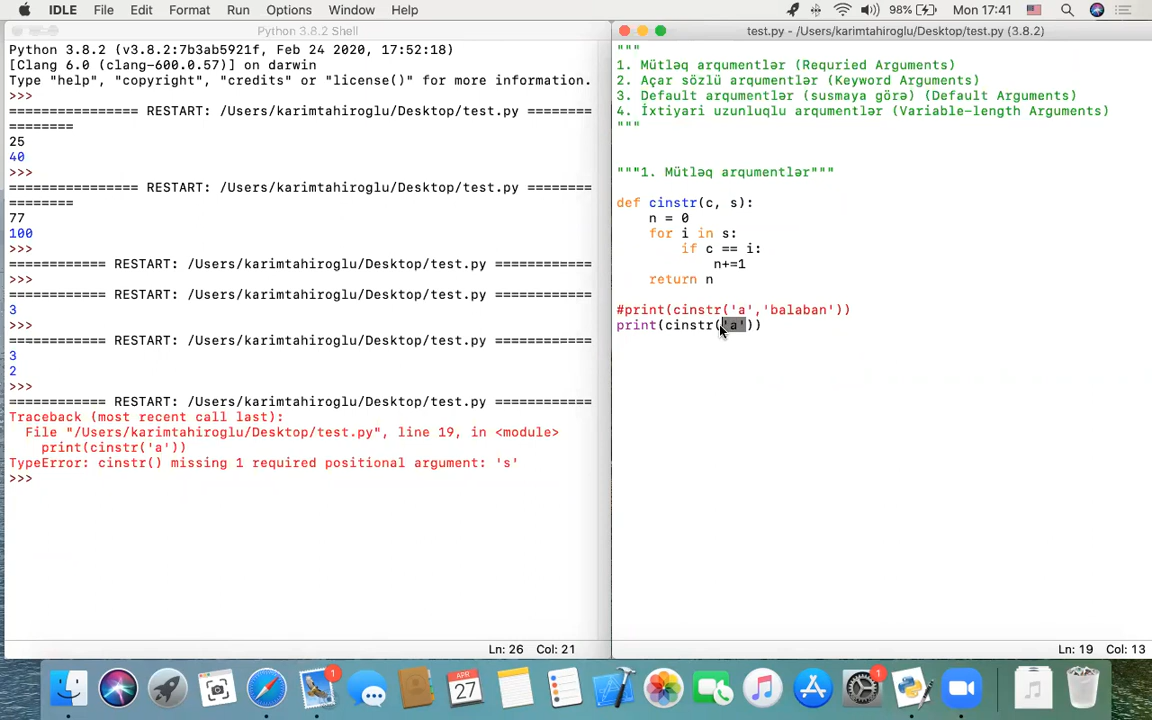 IDLE File Edit Format Run Options Window Help 98% Mon 17:41
Python 3.8.2 Shell
Python 3.8.2 (v3.8.2:7b3ab5921f, Feb 24 2020, 17:52:18)
[Clang 6.0 (clang-600.0.57)] on darwin
Type "help", "copyright", "credits" or "license()" for more information.
>>>
================ RESTART: /Users/karimtahiroglu/Desktop/test.py ========
========
25
40
>>>
================ RESTART: /Users/karimtahiroglu/Desktop/test.py ========
========
77
100
>>>
============ RESTART: /Users/karimtahiroglu/Desktop/test.py ============
>>>
============ RESTART: /Users/karimtahiroglu/Desktop/test.py ============
3
>>>
============ RESTART: /Users/karimtahiroglu/Desktop/test.py ============
3
2
>>>
============ RESTART: /Users/karimtahiroglu/Desktop/test.py ============
Traceback (most recent call last):
  File "/Users/karimtahiroglu/Desktop/test.py", line 19, in <module>
    print(cinstr('a'))
TypeError: cinstr() missing 1 required positional argument: 's'
>>>
Ln: 26 Col: 21
test.py - /Users/karimtahiroglu/Desktop/test.py (3.8.2)
"""
1. Mütləq arqumentlər (Requried Arguments)
2. Açar sözlü arqumentlər (Keyword Arguments)
3. Default arqumentlər (susmaya görə) (Default Arguments)
4. İxtiyari uzunluqlu arqumentlər (Variable-length Arguments)
"""
"""1. Mütləq arqumentlər"""
def cinstr(c, s):
    n = 0
    for i in s:
        if c == i:
            n+=1
    return n
#print(cinstr('a','balaban'))
print(cinstr('a'))
Ln: 19 Col: 13
1
APR
27
1